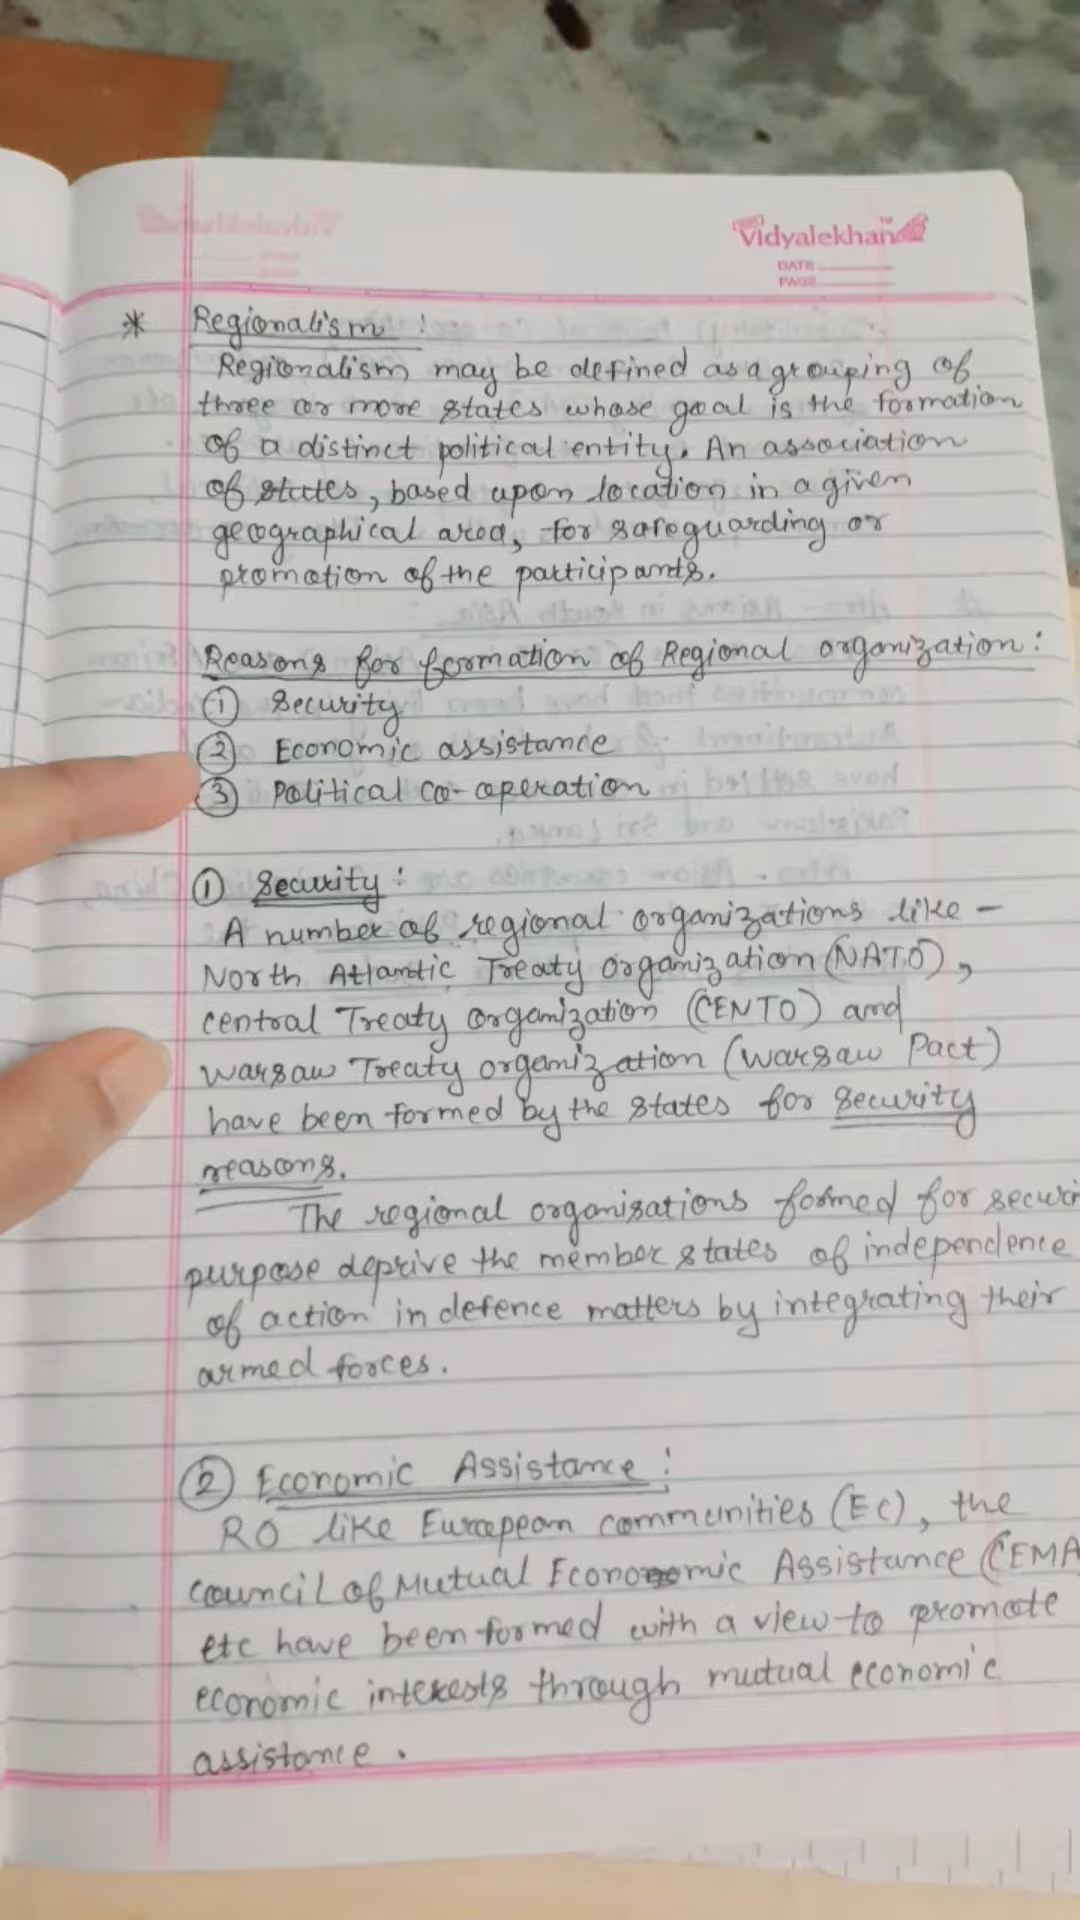 Vidyalekhan™
DATE
PAGE
* Regionalism :
Regionalism may be defined as a grouping of
three or more states whose goal is the formation
of a distinct political entity. An association
of states, based upon location in a given
geographical area, for safeguarding or
promotion of the participants.
Reasons for formation of Regional organization :
① Security
② Economic assistance
③ Political co-operation
① Security :
A number of regional organizations like -
North Atlantic Treaty organization (NATO),
central Treaty organization (CENTO) and
Warsaw Treaty organization (Warsaw Pact)
have been formed by the states for security
reasons.
The regional organisations formed for securi
purpose deprive the member states of independence
of action in defence matters by integrating their
armed forces.
② Economic Assistance :
RO like European communities (EC), the
council of Mutual Economic Assistance (CEMA
etc have been formed with a view to promote
economic interests through mutual economic
assistance.